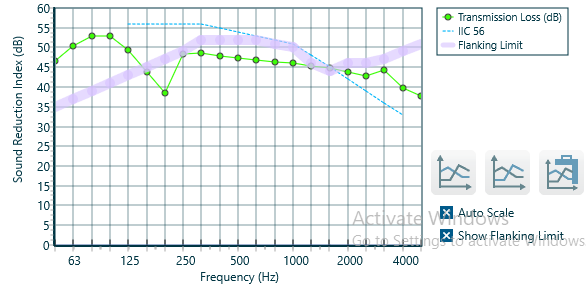 Sound Reduction Index (dB)
60
55
50
45
40
35
30
25
20
15
10
5
0
63 125 250 500 1000 2000 4000
Frequency (Hz)
Transmission Loss (dB)
IIC 56
Flanking Limit
Auto Scale
Show Flanking Limit
Activate Windows
Go to Settings to activate Windows